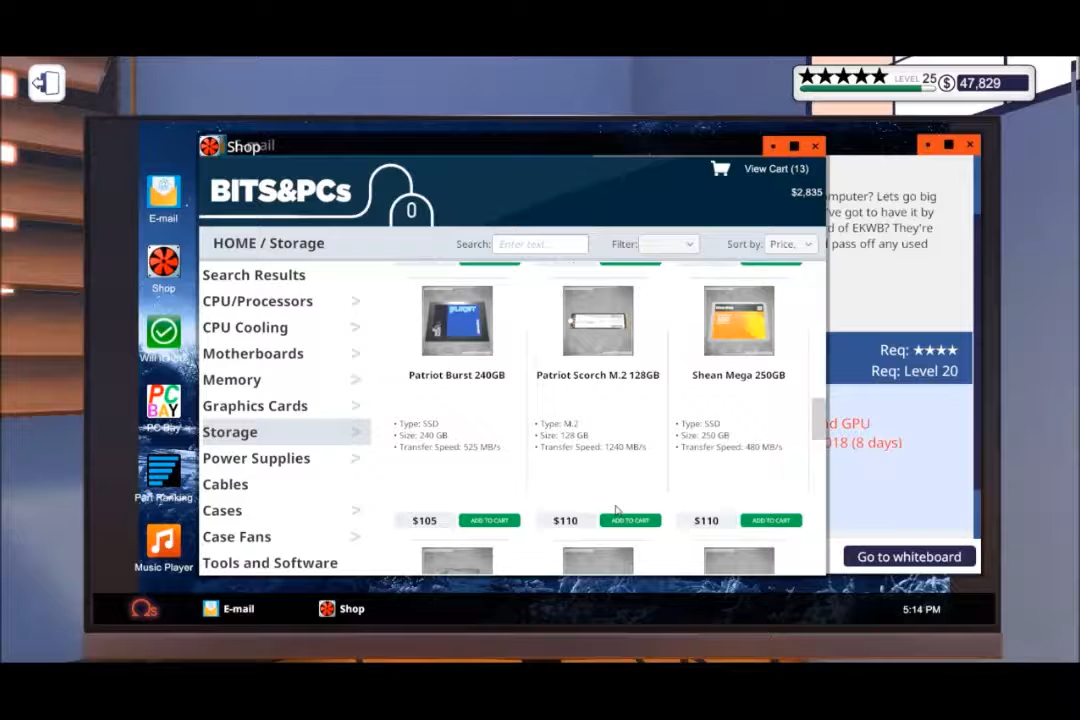 LEVEL 25 $ 47,829
Shop
BITS&PCs
View Cart (13)
$2,835
HOME / Storage
Search: Enter text...
Filter:
Sort by: Price,
Search Results
CPU/Processors >
CPU Cooling >
Motherboards >
Memory >
Graphics Cards >
Storage >
Power Supplies >
Cables
Cases >
Case Fans >
Tools and Software
Patriot Burst 240GB
• Type: SSD
• Size: 240 GB
• Transfer Speed: 525 MB/s
$105 ADD TO CART
Patriot Scorch M.2 128GB
• Type: M.2
• Size: 128 GB
• Transfer Speed: 1240 MB/s
$110 ADD TO CART
Shean Mega 250GB
• Type: SSD
• Size: 250 GB
• Transfer Speed: 480 MB/s
$110 ADD TO CART
mputer? Lets go big
've got to have it by
rd of EKWB? They're
pass off any used
Req: ★★★★
Req: Level 20
d GPU
018 (8 days)
Go to whiteboard
E-mail
Shop
PC BAY
PC Bay
Part Ranking
Music Player
E-mail
Shop
5:14 PM